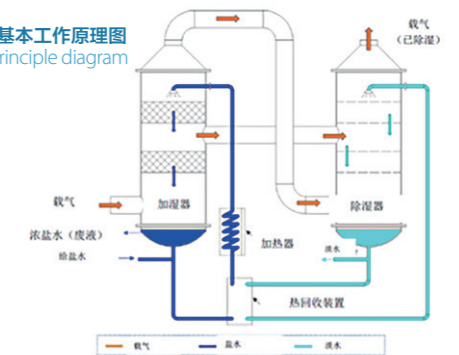 基本工作原理图
rinciple diagram
载气
（已除湿）
载气
加湿器
除湿器
浓盐水（废液）
给盐水
加热器
淡水
热回收装置
载气
盐水
淡水